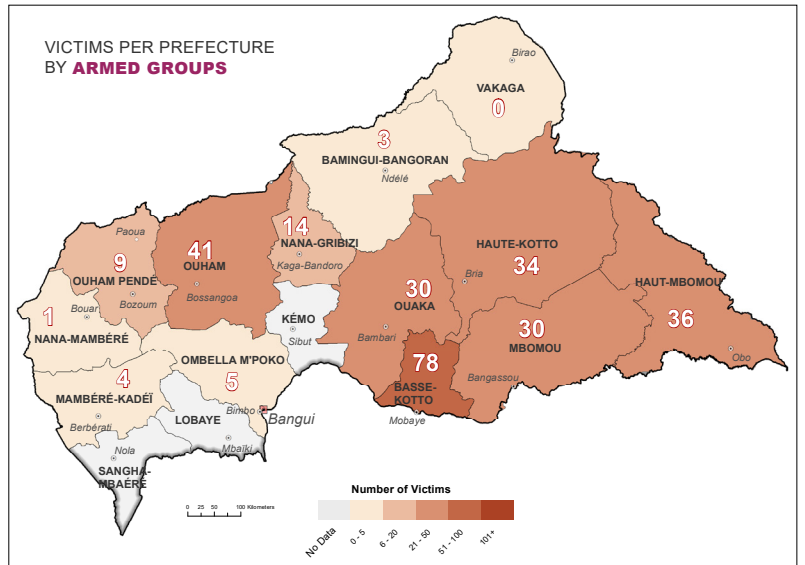 VICTIMS PER PREFECTURE
BY ARMED GROUPS
Birao
VAKAGA
0
3
BAMINGUI-BANGORAN
Ndélé
Paoua
9
OUHAM PENDÉ
Bozoum
41
OUHAM
Bossangoa
14
NANA-GRIBIZI
Kaga-Bandoro
HAUTE-KOTTO
34
Bria
30
OUAKA
Bambari
HAUT-MBOMOU
36
Obo
1
Bouar
NANA-MAMBÉRÉ
KÉMO
Sibut
30
MBOMOU
Bangassou
78
BASSE-
KOTTO
Mobaye
OMBELLA M'POKO
5
Bimbo
Bangui
4
MAMBÉRÉ-KADÉÏ
Berbérati
LOBAYE
Mbaïki
Nola
SANGHA-
MBAÉRÉ
0 25 50 100 Kilometers
Number of Victims
No Data
0 - 5
6 - 20
21 - 50
51 - 100
101+